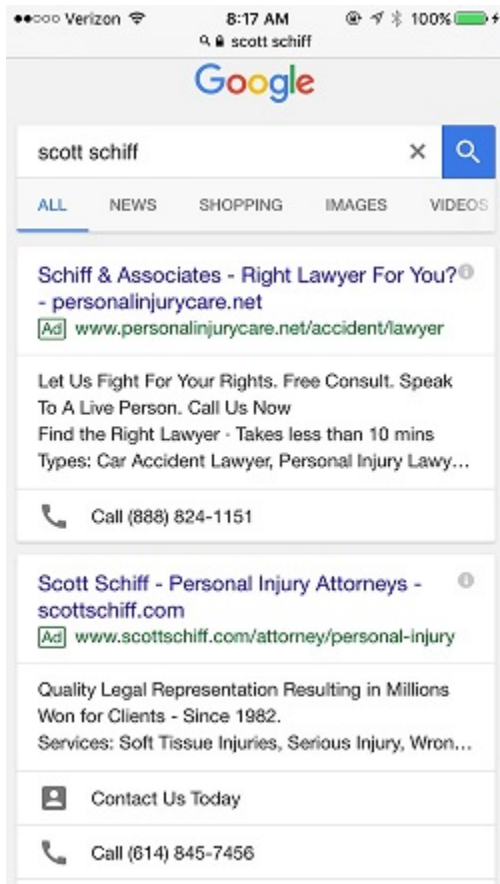 Verizon 8:17 AM 100%
scott schiff
Google
scott schiff
ALL NEWS SHOPPING IMAGES VIDEOS
Schiff & Associates - Right Lawyer For You?
- personalinjurycare.net
Ad www.personalinjurycare.net/accident/lawyer
Let Us Fight For Your Rights. Free Consult. Speak
To A Live Person. Call Us Now
Find the Right Lawyer - Takes less than 10 mins
Types: Car Accident Lawyer, Personal Injury Lawy...
Call (888) 824-1151
Scott Schiff - Personal Injury Attorneys -
scottschiff.com
Ad www.scottschiff.com/attorney/personal-injury
Quality Legal Representation Resulting in Millions
Won for Clients - Since 1982.
Services: Soft Tissue Injuries, Serious Injury, Wron...
Contact Us Today
Call (614) 845-7456